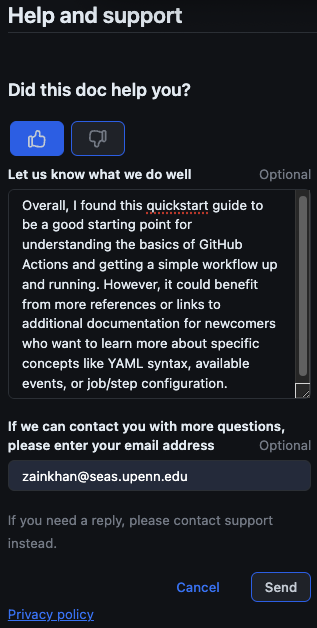 Help and support
Did this doc help you?
Let us know what we do well Optional
Overall, I found this quickstart guide to
be a good starting point for
understanding the basics of GitHub
Actions and getting a simple workflow up
and running. However, it could benefit
from more references or links to
additional documentation for newcomers
who want to learn more about specific
concepts like YAML syntax, available
events, or job/step configuration.
If we can contact you with more questions,
please enter your email address Optional
zainkhan@seas.upenn.edu
If you need a reply, please contact support
instead.
Cancel Send
Privacy policy